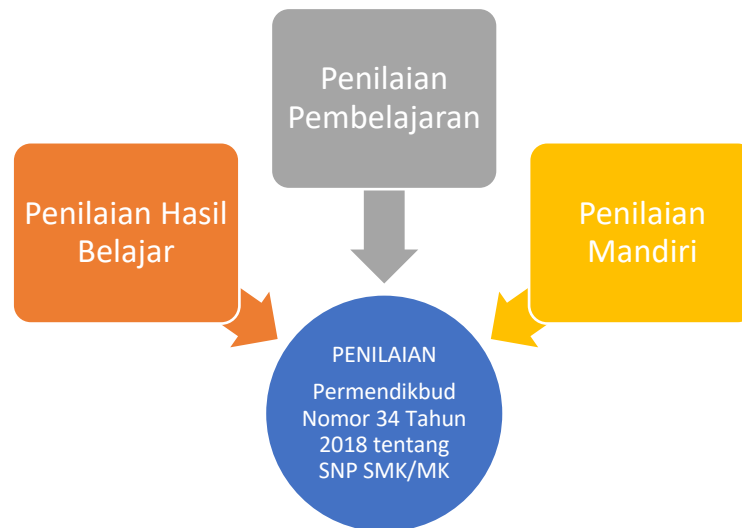 Penilaian
Pembelajaran
Penilaian Hasil
Belajar
Penilaian
Mandiri
PENILAIAN
Permendikbud
Nomor 34 Tahun
2018 tentang
SNP SMK/MK